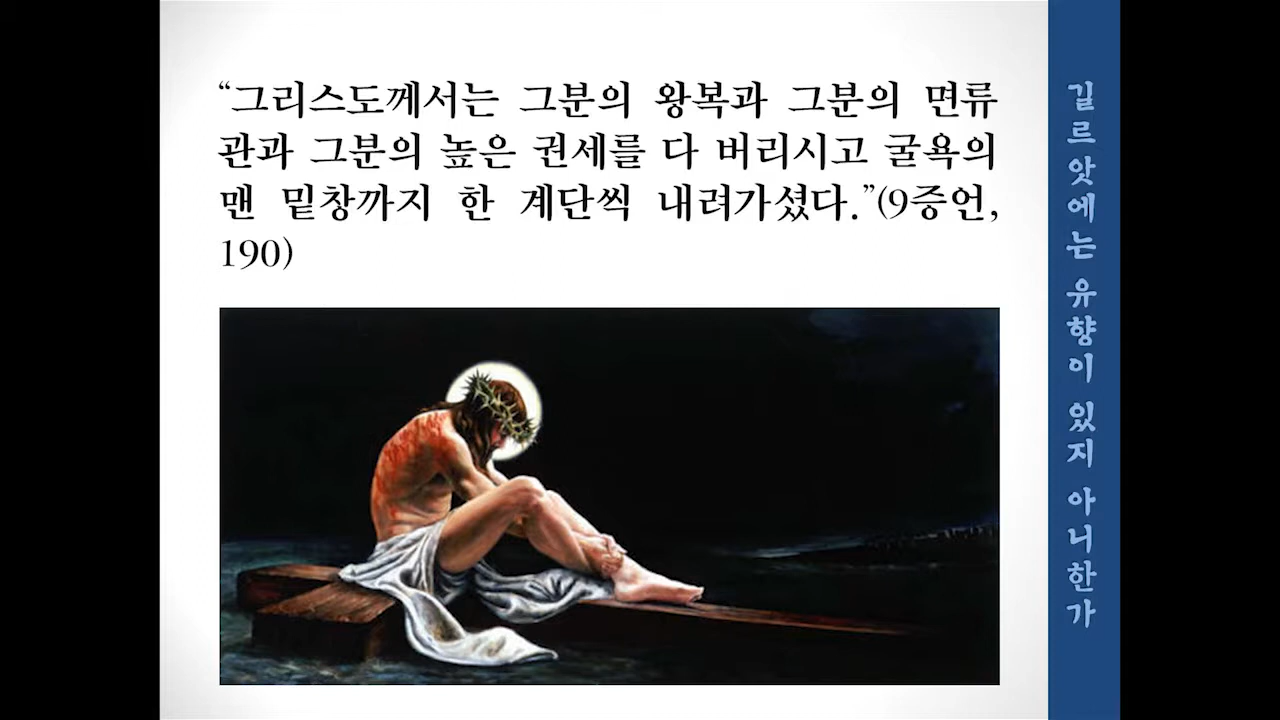 “그리스도께서는 그분의 왕복과 그분의 면류
관과 그분의 높은 권세를 다 버리시고 굴욕의
맨 밑창까지 한 계단씩 내려가셨다.”(9증언,
190)
길르앗에는 유향이 있지 아니한가